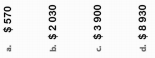 a. $ 570
b. $ 2 030
c. $ 3 900
d. $ 8 930